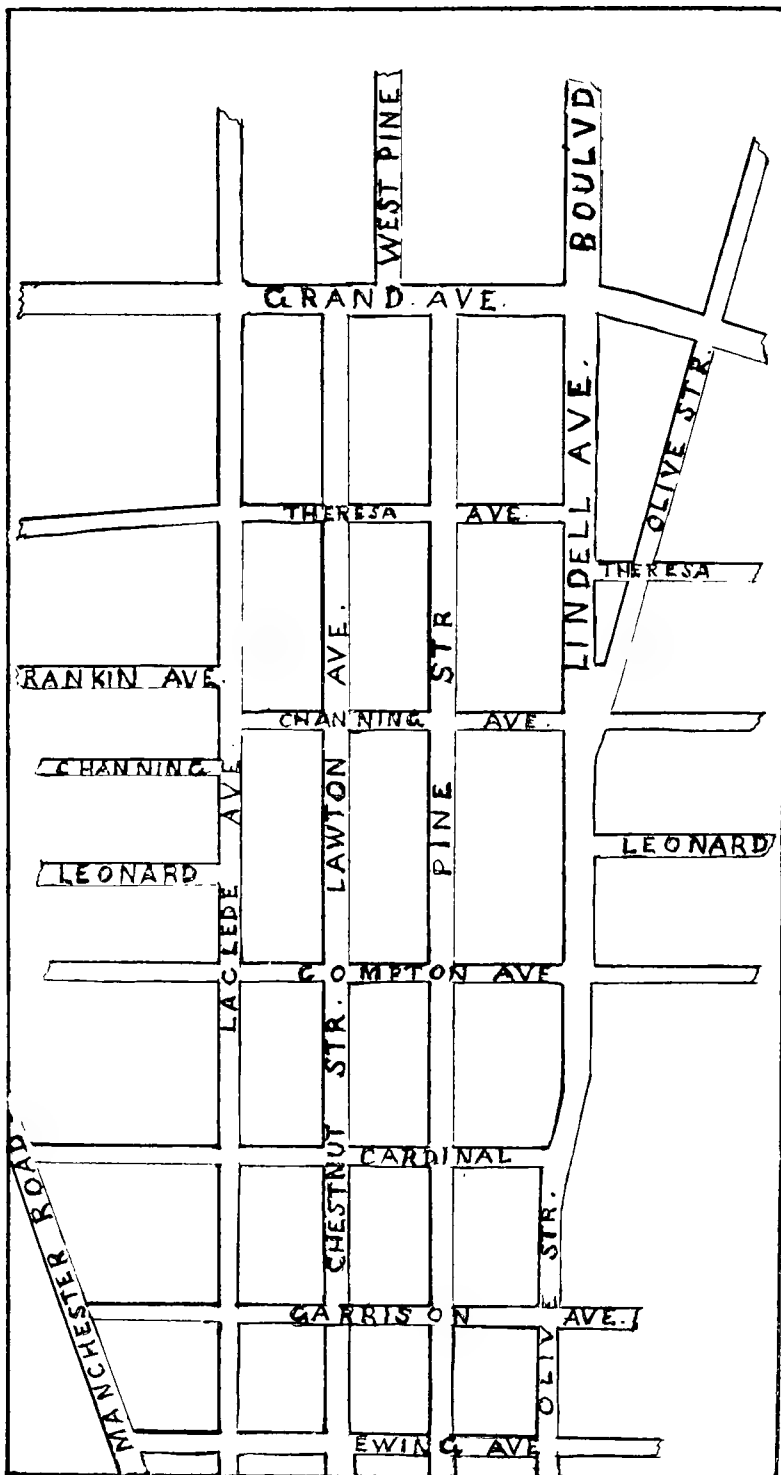 WEST PINE
BOULVD
GRAND. AVE.
LINDELL AVE.
OLIVE STR.
THERESA AVE.
THERESA
RANKIN AVE.
LAWTON AVE.
PINE STR
CHANNING AVE.
CHANNING
LACLEDE AVE
LEONARD
LEONARD
COMPTON AVE
CHESTNUT STR.
CARDINAL
MANCHESTER ROAD
OLIVE STR.
GARRISON AVE.
EWING AVE